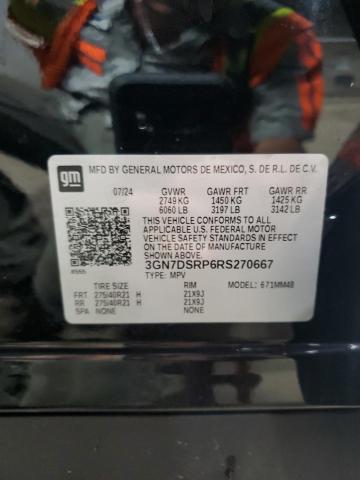 gm
MFD BY GENERAL MOTORS DE MEXICO, S. DE R.L. DE C.V.
07/24 GVWR GAWR FRT GAWR RR
2749 KG 1450 KG 1425 KG
6060 LB 3197 LB 3142 LB
THIS VEHICLE CONFORMS TO ALL
APPLICABLE U.S. FEDERAL MOTOR
VEHICLE SAFETY STANDARDS IN EFFECT
ON THE DATE OF MANUFACTURE
SHOWN ABOVE.
3GN7DSRP6RS270667
TYPE: MPV
TIRE SIZE RIM MODEL: 671MM48
FRT 275/40R21 H 21X9J
RR 275/40R21 H 21X9J
SPA NONE NONE